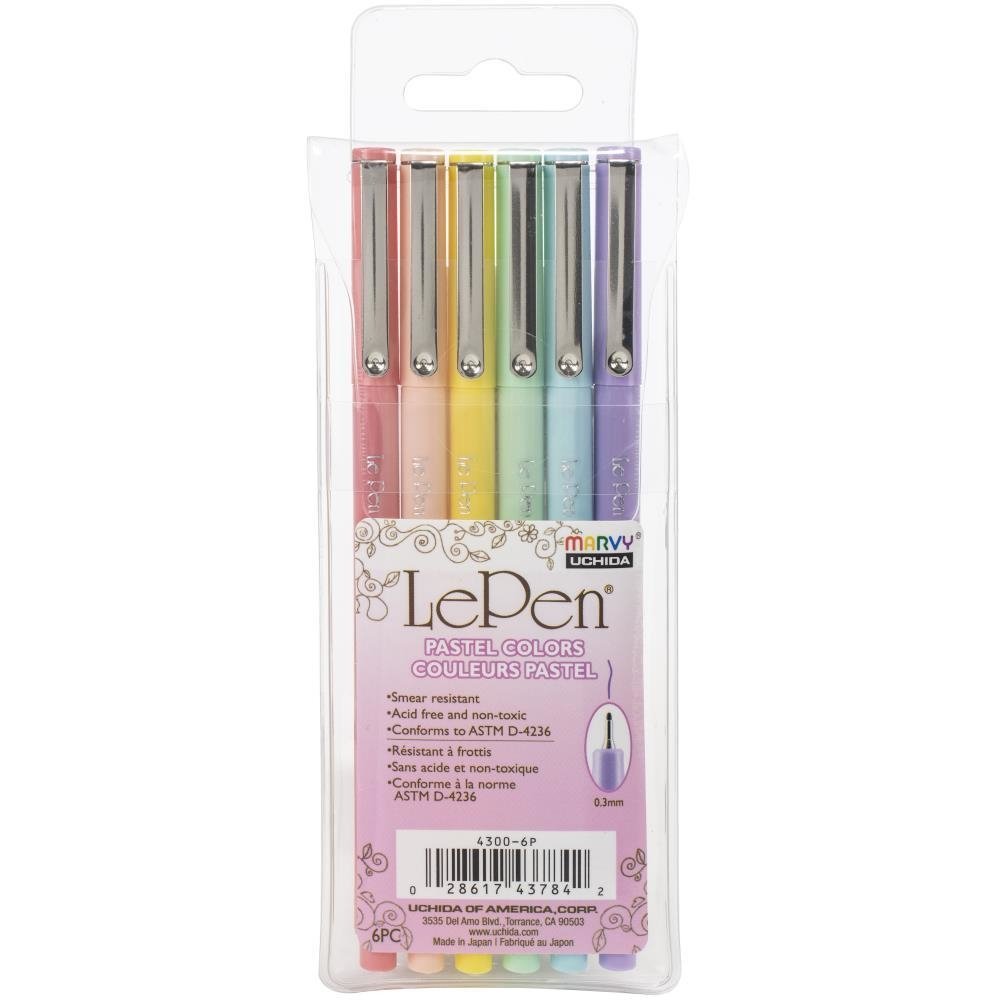 Le Pen Le Pen Le Pen Le Pen Le Pen Le Pen
MARVY®
UCHIDA
LePen®
PASTEL COLORS
COULEURS PASTEL
•Smear resistant
•Acid free and non-toxic
•Conforms to ASTM D-4236
•Résistant à frottis
•Sans acide et non-toxique
•Conforme à la norme
ASTM D-4236
0.3mm
4300-6P
0 28617 43784 2
UCHIDA OF AMERICA, CORP.
3535 Del Amo Blvd., Torrance, CA 90503
www.uchida.com
Made in Japan | Fabriqué au Japon
6PC